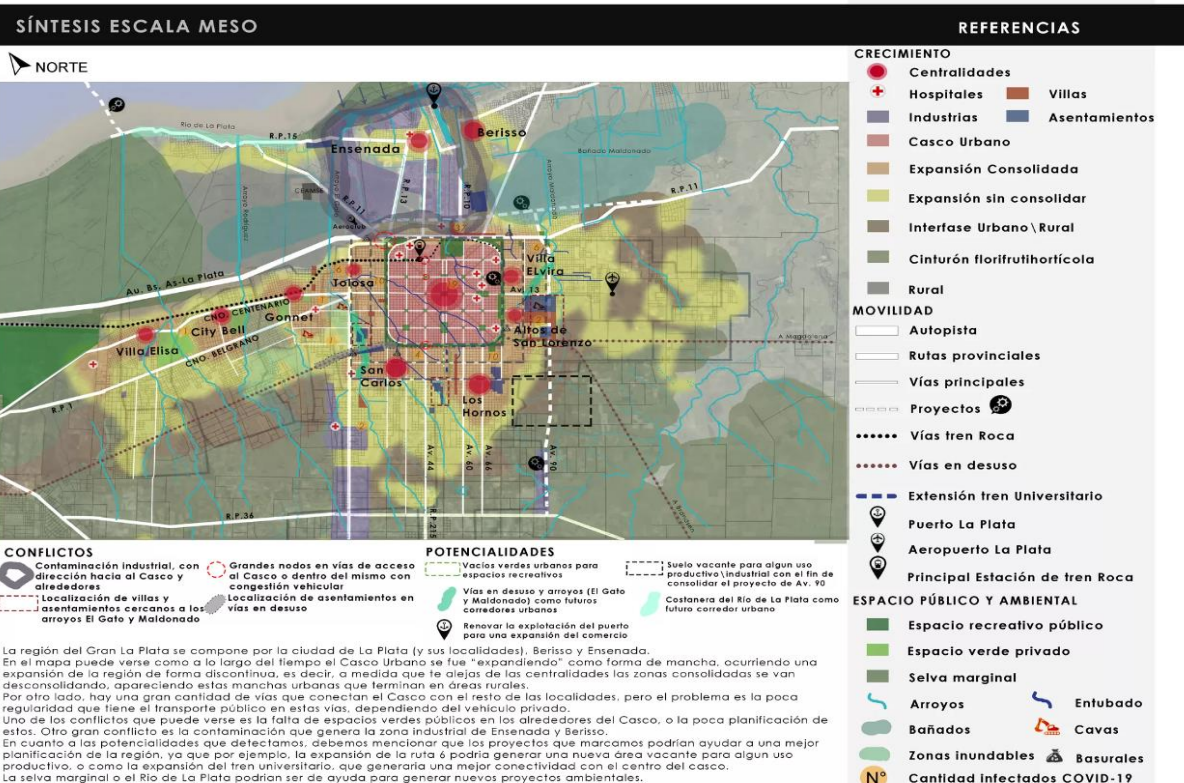 SÍNTESIS ESCALA MESO
REFERENCIAS
NORTE
Rio de La Plata
R.P.15
Ensenada
Berisso
Bañado Maldonado
Arroyo Maldonado
CEAMSE
Arroyo Rodríguez
R.P.11
Aeroclub
R.P.13
R.P.10
R.P.11
Au. Bs. As-La Plata
Tolosa
Villa
ELvira
Av. 13
CNO. CENTENARIO
Gonnet
City Bell
Villa Elisa
CNO. BELGRANO
Altos de
San Lorenzo
A Magdalena
San
Carlos
Los
Hornos
R.P.1
Av. 44
Av. 60
Av. 66
Av. 90
R.P.36
R.P.215
CRECIMIENTO
Centralidades
Hospitales
Villas
Industrias
Asentamientos
Casco Urbano
Expansión Consolidada
Expansión sin consolidar
Interfase Urbano\Rural
Cinturón florifrutihortícola
Rural
MOVILIDAD
Autopista
Rutas provinciales
Vías principales
Proyectos
Vías tren Roca
Vías en desuso
Extensión tren Universitario
Puerto La Plata
Aeropuerto La Plata
Principal Estación de tren Roca
ESPACIO PÚBLICO Y AMBIENTAL
Espacio recreativo público
Espacio verde privado
Selva marginal
Arroyos
Entubado
Bañados
Cavas
Zonas inundables
Basurales
N°
Cantidad infectados COVID-19
CONFLICTOS
Contaminación industrial, con
dirección hacia al Casco y
alrededores
Localización de villas y
asentamientos cercanos a los
arroyos El Gato y Maldonado
Grandes nodos en vías de acceso
al Casco o dentro del mismo con
congestión vehicular
Localización de asentamientos en
vías en desuso
POTENCIALIDADES
Vacíos verdes urbanos para
espacios recreativos
Vías en desuso y arroyos (El Gato
y Maldonado) como futuros
corredores urbanos
Renovar la explotación del puerto
para una expansión del comercio
Suelo vacante para algun uso
productivo\industrial con el fin de
consolidar el proyecto de Av. 90
Costanera del Río de La Plata como
futuro corredor urbano
La región del Gran La Plata se compone por la ciudad de La Plata (y sus localidades), Berisso y Ensenada.
En el mapa puede verse como a lo largo del tiempo el Casco Urbano se fue "expandiendo" como forma de mancha, ocurriendo una
expansión de la región de forma discontinua, es decir, a medida que te alejas de las centralidades las zonas consolidadas se van
desconsolidando, apareciendo estas manchas urbanas que terminan en áreas rurales.
Por otro lado, hay una gran cantidad de vías que conectan el Casco con el resto de las localidades, pero el problema es la poca
regularidad que tiene el transporte público en estas vías, dependiendo del vehículo privado.
Uno de los conflictos que puede verse es la falta de espacios verdes públicos en los alrededores del Casco, o la poca planificación de
estos. Otro gran conflicto es la contaminación que genera la zona industrial de Ensenada y Berisso.
En cuanto a las potencialidades que detectamos, debemos mencionar que los proyectos que marcamos podrían ayudar a una mejor
planificación de la región, ya que por ejemplo, la expansión de la ruta 6 podría generar una nueva área vacante para algun uso
productivo, o como la expansión del tren universitario, que generaría una mejor conectividad con el centro del casco.
La selva marginal o el Río de La Plata podrían ser de ayuda para generar nuevos proyectos ambientales.